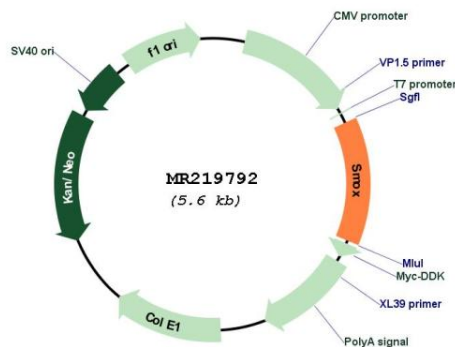 CMV promoter
VP1.5 primer
T7 promoter
SgfI
Smox
MluI
Myc-DDK
XL39 primer
PolyA signal
Col E1
Kan/ Neo
SV40 ori
f1 ori
MR219792
(5.6 kb)